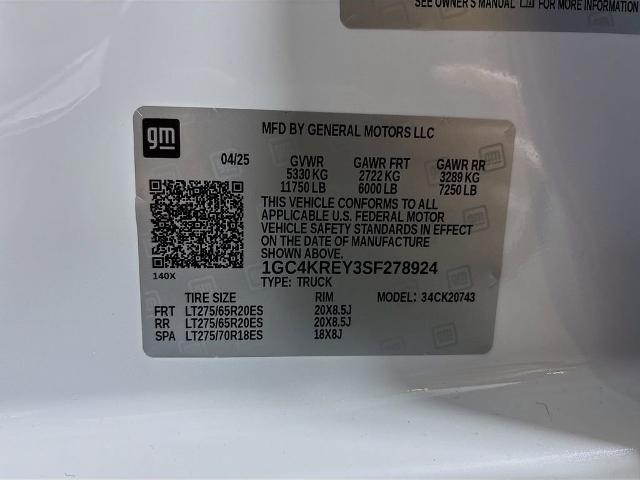 SEE OWNER'S MANUAL FOR MORE INFORMATION
gm
MFD BY GENERAL MOTORS LLC
04/25 GVWR GAWR FRT GAWR RR
5330 KG 2722 KG 3289 KG
11750 LB 6000 LB 7250 LB
THIS VEHICLE CONFORMS TO ALL
APPLICABLE U.S. FEDERAL MOTOR
VEHICLE SAFETY STANDARDS IN EFFECT
ON THE DATE OF MANUFACTURE
SHOWN ABOVE.
140X
1GC4KREY3SF278924
TYPE: TRUCK
TIRE SIZE RIM MODEL: 34CK20743
FRT LT275/65R20ES 20X8.5J
RR LT275/65R20ES 20X8.5J
SPA LT275/70R18ES 18X8J